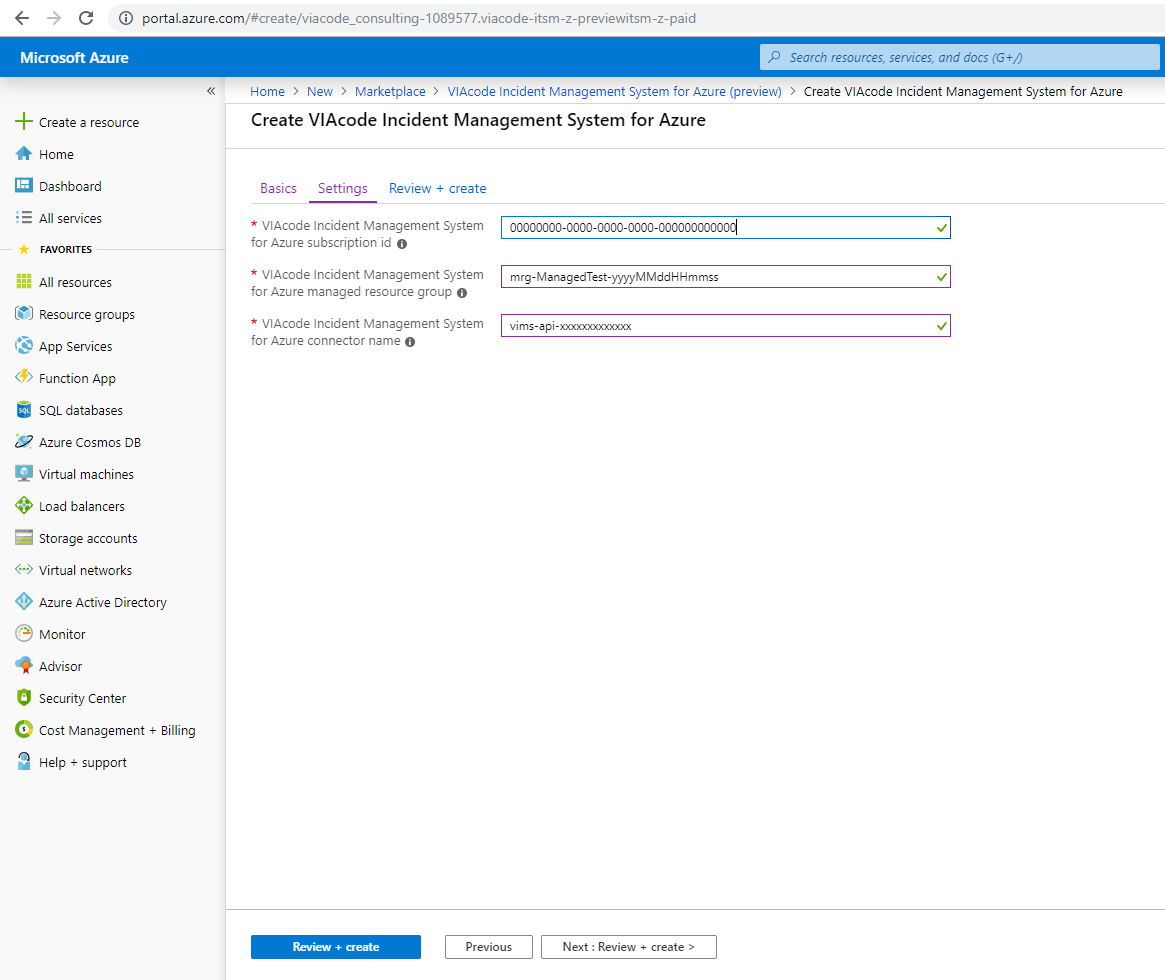 portal.azure.com/#create/viacode_consulting-1089577.viacode-itsm-z-previewitsm-z-paid
Microsoft Azure
Search resources, services, and docs (G+/)
«
Home > New > Marketplace > VIAcode Incident Management System for Azure (preview) > Create VIAcode Incident Management System for Azure
Create VIAcode Incident Management System for Azure
Create a resource
Home
Dashboard
All services
FAVORITES
All resources
Resource groups
App Services
Function App
SQL databases
Azure Cosmos DB
Virtual machines
Load balancers
Storage accounts
Virtual networks
Azure Active Directory
Monitor
Advisor
Security Center
Cost Management + Billing
Help + support
Basics Settings Review + create
* VIAcode Incident Management System
for Azure subscription id
00000000-0000-0000-0000-000000000000
* VIAcode Incident Management System
for Azure managed resource group
mrg-ManagedTest-yyyyMMddHHmmss
* VIAcode Incident Management System
for Azure connector name
vims-api-xxxxxxxxxxxxx
Review + create Previous Next : Review + create >